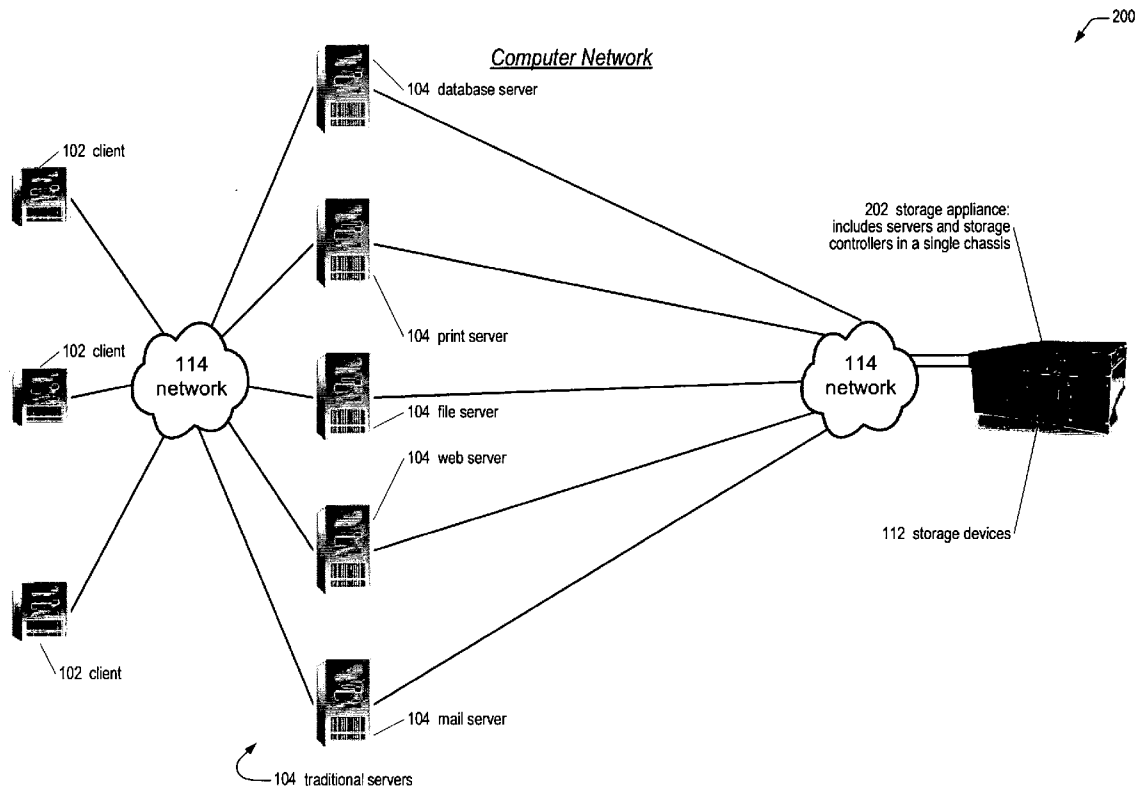 200
Computer Network
104 database server
102 client
202 storage appliance:
includes servers and storage
controllers in a single chassis
104 print server
102 client
114
network
114
network
104 file server
104 web server
112 storage devices
102 client
104 mail server
104 traditional servers